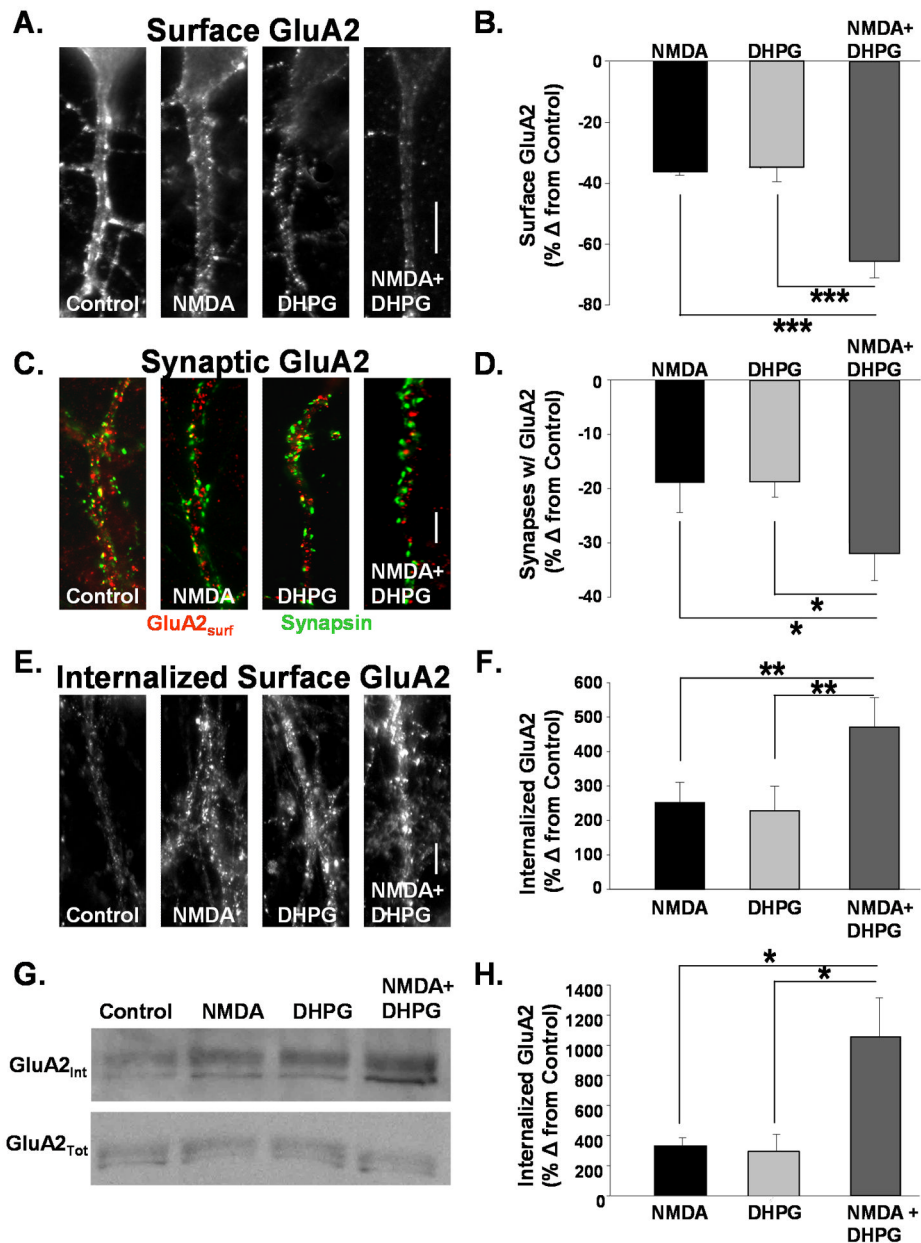 A.
Surface GluA2
Control
NMDA
DHPG
NMDA+
DHPG
B.
NMDA
DHPG
NMDA+
DHPG
Surface GluA2
(% Δ from Control)
0
-20
-40
-60
-80
***
***
C.
Synaptic GluA2
Control
NMDA
DHPG
NMDA+
DHPG
GluA2surf
Synapsin
D.
NMDA
DHPG
NMDA+
DHPG
Synapses w/ GluA2
(% Δ from Control)
0
-10
-20
-30
-40
*
*
E.
Internalized Surface GluA2
Control
NMDA
DHPG
NMDA+
DHPG
F.
Internalized GluA2
(% Δ from Control)
600
500
400
300
200
100
0
**
**
NMDA
DHPG
NMDA+
DHPG
G.
Control
NMDA
DHPG
NMDA+
DHPG
GluA2Int
GluA2Tot
H.
Internalized GluA2
(% Δ from Control)
1400
1200
1000
800
600
400
200
0
*
*
NMDA
DHPG
NMDA +
DHPG